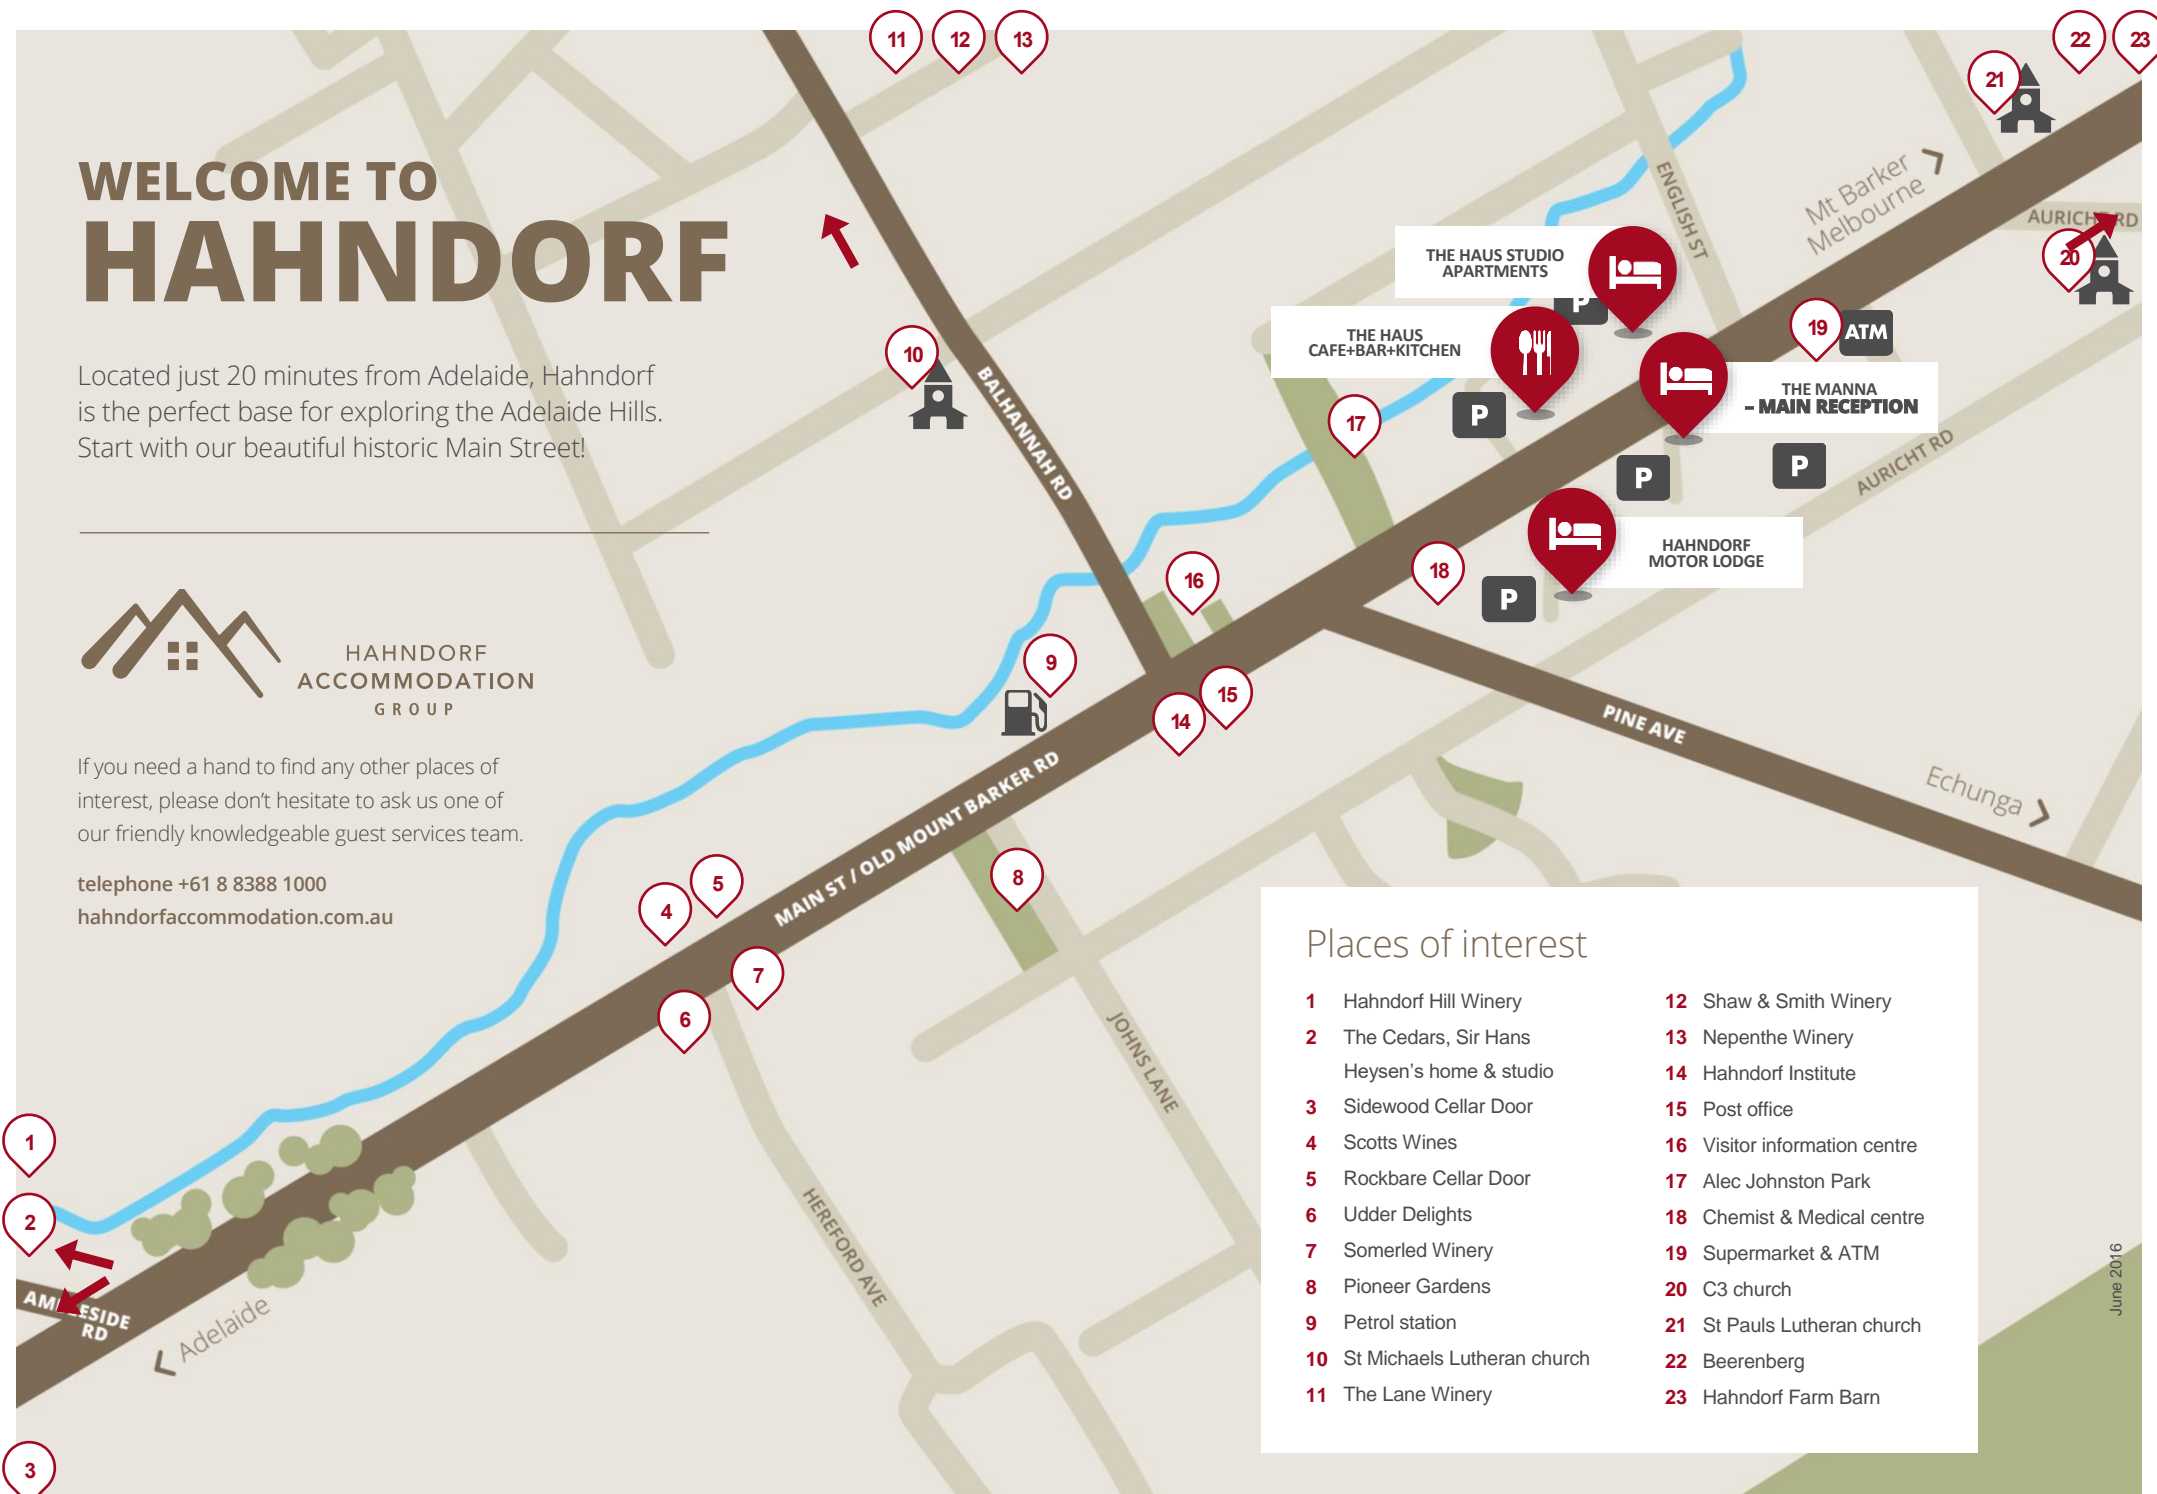 11
12
13
22
23
21
WELCOME TO
HAHNDORF
Located just 20 minutes from Adelaide, Hahndorf
is the perfect base for exploring the Adelaide Hills.
Start with our beautiful historic Main Street!
HAHNDORF
ACCOMMODATION
GROUP
If you need a hand to find any other places of
interest, please don't hesitate to ask us one of
our friendly knowledgeable guest services team.
telephone +61 8 8388 1000
hahndorfaccommodation.com.au
ENGLISH ST
Mt Barker
Melbourne
AURICHT RD
20
THE HAUS STUDIO
APARTMENTS
P
THE HAUS
CAFE+BAR+KITCHEN
P
19
ATM
THE MANNA
– MAIN RECEPTION
10
BALHANNAH RD
17
P
P
AURICHT RD
HAHNDORF
MOTOR LODGE
P
18
16
9
15
14
PINE AVE
Echunga
MAIN ST / OLD MOUNT BARKER RD
8
5
4
7
6
JOHNS LANE
HEREFORD AVE
1
2
AMBLESIDE
RD
Adelaide
3
Places of interest
1 Hahndorf Hill Winery
2 The Cedars, Sir Hans
Heysen's home & studio
3 Sidewood Cellar Door
4 Scotts Wines
5 Rockbare Cellar Door
6 Udder Delights
7 Somerled Winery
8 Pioneer Gardens
9 Petrol station
10 St Michaels Lutheran church
11 The Lane Winery
12 Shaw & Smith Winery
13 Nepenthe Winery
14 Hahndorf Institute
15 Post office
16 Visitor information centre
17 Alec Johnston Park
18 Chemist & Medical centre
19 Supermarket & ATM
20 C3 church
21 St Pauls Lutheran church
22 Beerenberg
23 Hahndorf Farm Barn
June 2016